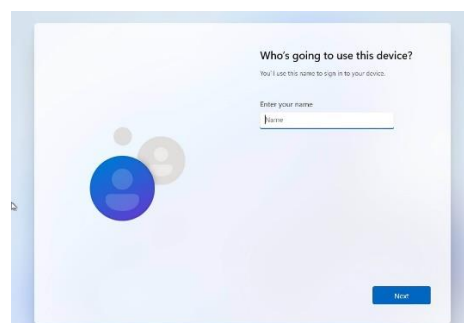 Who's going to use this device?
You'll use this name to sign in to your device.
Enter your name
Name
Next